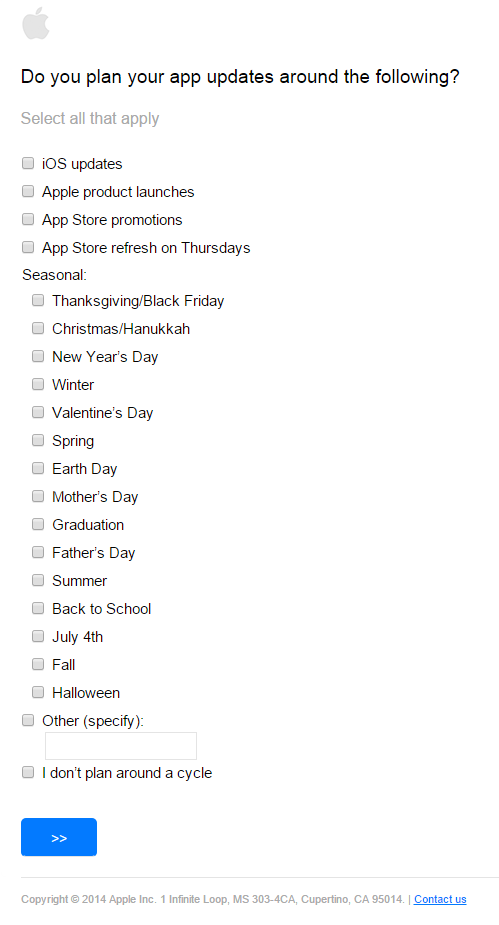 Do you plan your app updates around the following?
Select all that apply
iOS updates
Apple product launches
App Store promotions
App Store refresh on Thursdays
Seasonal:
Thanksgiving/Black Friday
Christmas/Hanukkah
New Year’s Day
Winter
Valentine’s Day
Spring
Earth Day
Mother’s Day
Graduation
Father’s Day
Summer
Back to School
July 4th
Fall
Halloween
Other (specify):
I don’t plan around a cycle
>>
Copyright © 2014 Apple Inc. 1 Infinite Loop, MS 303-4CA, Cupertino, CA 95014. | Contact us